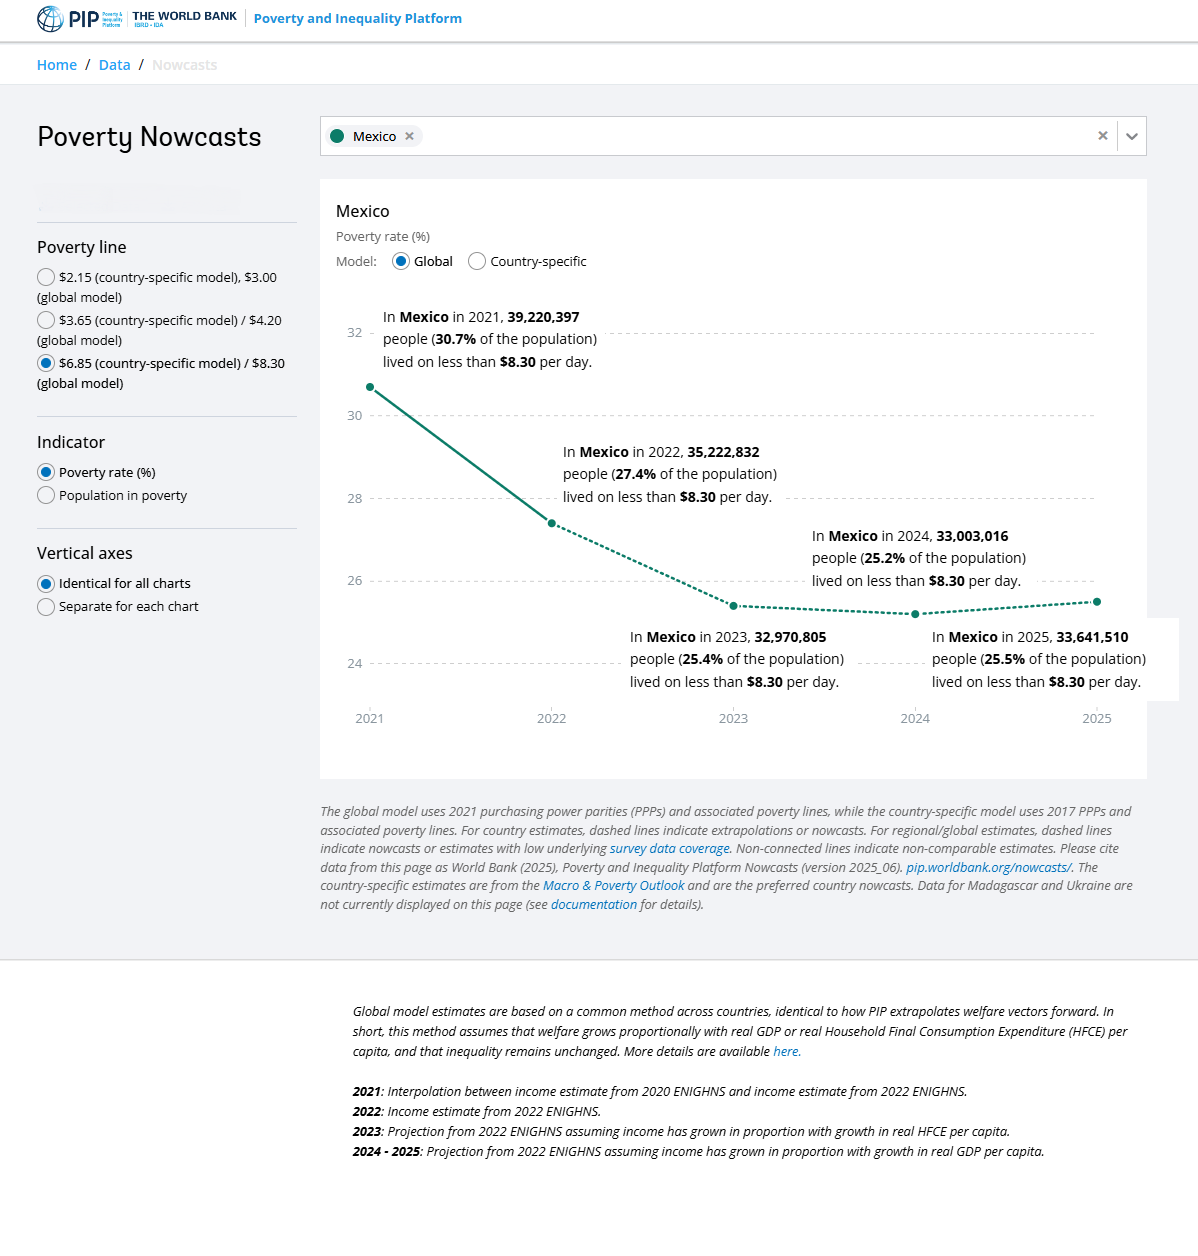 PIP Poverty & Inequality Platform THE WORLD BANK IBRD • IDA Poverty and Inequality Platform
Home / Data / Nowcasts
Poverty Nowcasts
Mexico ×
Poverty line
$2.15 (country-specific model), $3.00
(global model)
$3.65 (country-specific model) / $4.20
(global model)
$6.85 (country-specific model) / $8.30
(global model)
Indicator
Poverty rate (%)
Population in poverty
Vertical axes
Identical for all charts
Separate for each chart
Mexico
Poverty rate (%)
Model: Global Country-specific
In Mexico in 2021, 39,220,397
people (30.7% of the population)
lived on less than $8.30 per day.
In Mexico in 2022, 35,222,832
people (27.4% of the population)
lived on less than $8.30 per day.
In Mexico in 2024, 33,003,016
people (25.2% of the population)
lived on less than $8.30 per day.
In Mexico in 2023, 32,970,805
people (25.4% of the population)
lived on less than $8.30 per day.
In Mexico in 2025, 33,641,510
people (25.5% of the population)
lived on less than $8.30 per day.
32
30
28
26
24
2021 2022 2023 2024 2025
The global model uses 2021 purchasing power parities (PPPs) and associated poverty lines, while the country-specific model uses 2017 PPPs and
associated poverty lines. For country estimates, dashed lines indicate extrapolations or nowcasts. For regional/global estimates, dashed lines
indicate nowcasts or estimates with low underlying survey data coverage. Non-connected lines indicate non-comparable estimates. Please cite
data from this page as World Bank (2025), Poverty and Inequality Platform Nowcasts (version 2025_06). pip.worldbank.org/nowcasts/. The
country-specific estimates are from the Macro & Poverty Outlook and are the preferred country nowcasts. Data for Madagascar and Ukraine are
not currently displayed on this page (see documentation for details).
Global model estimates are based on a common method across countries, identical to how PIP extrapolates welfare vectors forward. In
short, this method assumes that welfare grows proportionally with real GDP or real Household Final Consumption Expenditure (HFCE) per
capita, and that inequality remains unchanged. More details are available here.
2021: Interpolation between income estimate from 2020 ENIGHNS and income estimate from 2022 ENIGHNS.
2022: Income estimate from 2022 ENIGHNS.
2023: Projection from 2022 ENIGHNS assuming income has grown in proportion with growth in real HFCE per capita.
2024 - 2025: Projection from 2022 ENIGHNS assuming income has grown in proportion with growth in real GDP per capita.